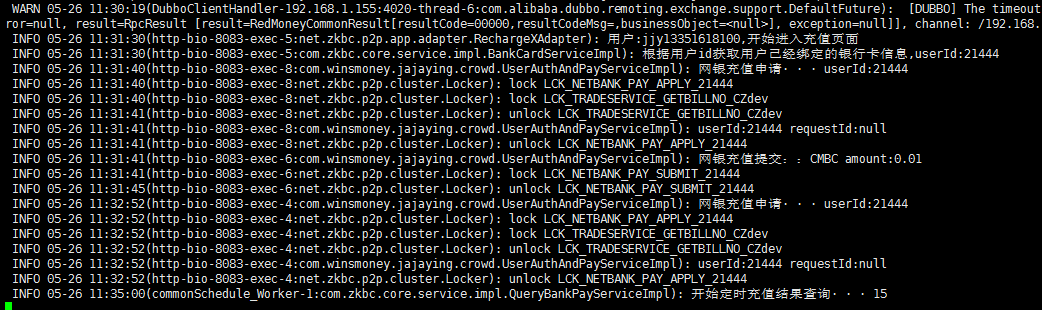 WARN 05-26 11:30:19(DubboClientHandler-192.168.1.155:4020-thread-6:com.alibaba.dubbo.remoting.exchange.support.DefaultFuture):  [DUBBO] The timeout
ror=null, result=RpcResult [result=RedMoneyCommonResult[resultCode=00000,resultCodeMsg=,businessObject=<null>], exception=null]], channel: /192.168.
INFO 05-26 11:31:30(http-bio-8083-exec-5:net.zkbc.p2p.app.adapter.RechargeXAdapter): 用户:jjy13351618100,开始进入充值页面
INFO 05-26 11:31:30(http-bio-8083-exec-5:com.zkc.core.service.impl.BankCardServiceImpl): 根据用户id获取用户已经绑定的银行卡信息,userId:21444
INFO 05-26 11:31:40(http-bio-8083-exec-8:com.winsmoney.jajaying.crowd.UserAuthAndPayServiceImpl): 网银充值申请···userId:21444
INFO 05-26 11:31:40(http-bio-8083-exec-8:net.zkbc.p2p.cluster.Locker): lock LCK_NETBANK_PAY_APPLY_21444
INFO 05-26 11:31:40(http-bio-8083-exec-8:net.zkbc.p2p.cluster.Locker): lock LCK_TRADESERVICE_GETBILLNO_CZdev
INFO 05-26 11:31:41(http-bio-8083-exec-8:net.zkbc.p2p.cluster.Locker): unlock LCK_TRADESERVICE_GETBILLNO_CZdev
INFO 05-26 11:31:41(http-bio-8083-exec-8:com.winsmoney.jajaying.crowd.UserAuthAndPayServiceImpl): userId:21444 requestId:null
INFO 05-26 11:31:41(http-bio-8083-exec-8:net.zkbc.p2p.cluster.Locker): unlock LCK_NETBANK_PAY_APPLY_21444
INFO 05-26 11:31:41(http-bio-8083-exec-6:com.winsmoney.jajaying.crowd.UserAuthAndPayServiceImpl): 网银充值提交：：CMBC amount:0.01
INFO 05-26 11:31:41(http-bio-8083-exec-6:net.zkbc.p2p.cluster.Locker): lock LCK_NETBANK_PAY_SUBMIT_21444
INFO 05-26 11:31:45(http-bio-8083-exec-6:net.zkbc.p2p.cluster.Locker): unlock LCK_NETBANK_PAY_SUBMIT_21444
INFO 05-26 11:32:52(http-bio-8083-exec-4:com.winsmoney.jajaying.crowd.UserAuthAndPayServiceImpl): 网银充值申请···userId:21444
INFO 05-26 11:32:52(http-bio-8083-exec-4:net.zkbc.p2p.cluster.Locker): lock LCK_NETBANK_PAY_APPLY_21444
INFO 05-26 11:32:52(http-bio-8083-exec-4:net.zkbc.p2p.cluster.Locker): lock LCK_TRADESERVICE_GETBILLNO_CZdev
INFO 05-26 11:32:52(http-bio-8083-exec-4:net.zkbc.p2p.cluster.Locker): unlock LCK_TRADESERVICE_GETBILLNO_CZdev
INFO 05-26 11:32:52(http-bio-8083-exec-4:com.winsmoney.jajaying.crowd.UserAuthAndPayServiceImpl): userId:21444 requestId:null
INFO 05-26 11:32:52(http-bio-8083-exec-4:net.zkbc.p2p.cluster.Locker): unlock LCK_NETBANK_PAY_APPLY_21444
INFO 05-26 11:35:00(commonSchedule_Worker-1:com.zkbc.core.service.impl.QueryBankPayServiceImpl): 开始定时充值结果查询···15